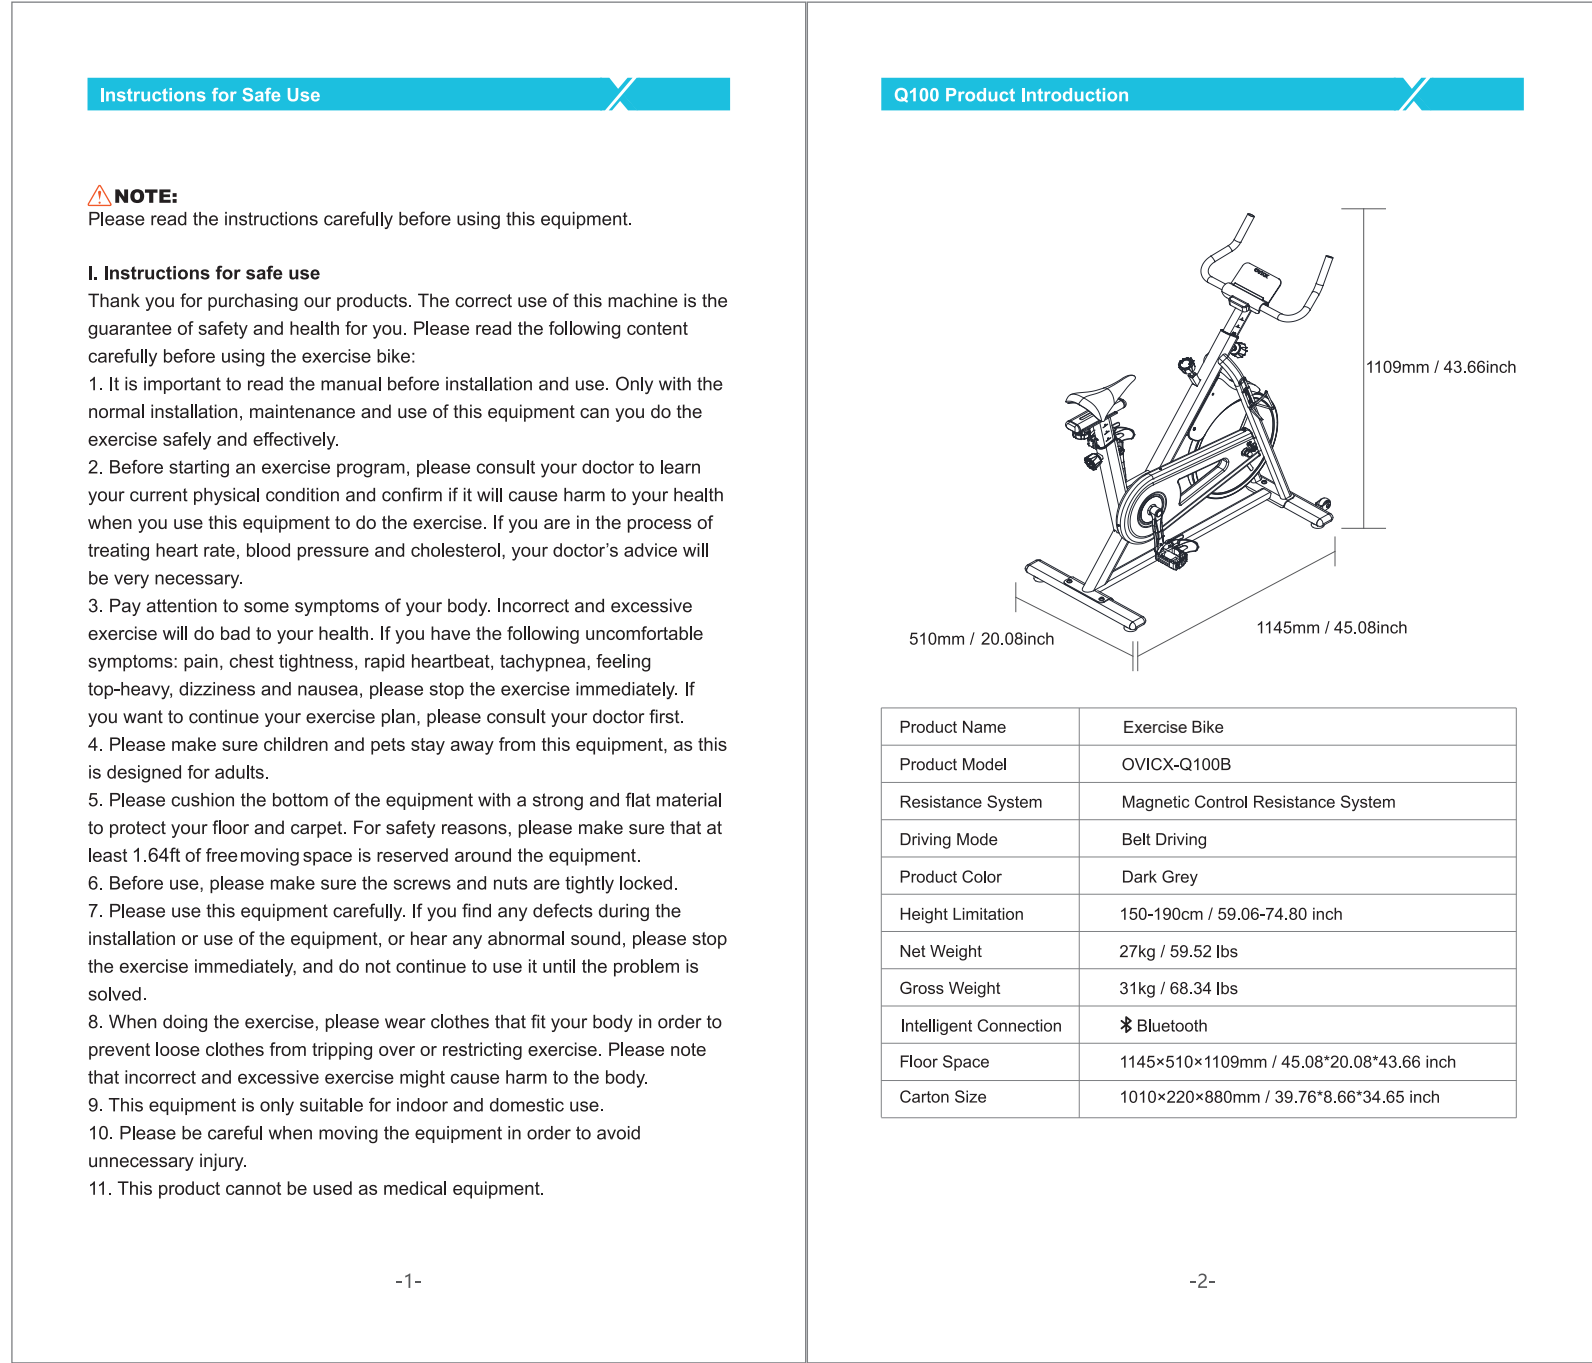 Instructions for Safe Use
NOTE:
Please read the instructions carefully before using this equipment.
I. Instructions for safe use
Thank you for purchasing our products. The correct use of this machine is the
guarantee of safety and health for you. Please read the following content
carefully before using the exercise bike:
1. It is important to read the manual before installation and use. Only with the
normal installation, maintenance and use of this equipment can you do the
exercise safely and effectively.
2. Before starting an exercise program, please consult your doctor to learn
your current physical condition and confirm if it will cause harm to your health
when you use this equipment to do the exercise. If you are in the process of
treating heart rate, blood pressure and cholesterol, your doctor’s advice will
be very necessary.
3. Pay attention to some symptoms of your body. Incorrect and excessive
exercise will do bad to your health. If you have the following uncomfortable
symptoms: pain, chest tightness, rapid heartbeat, tachypnea, feeling
top-heavy, dizziness and nausea, please stop the exercise immediately. If
you want to continue your exercise plan, please consult your doctor first.
4. Please make sure children and pets stay away from this equipment, as this
is designed for adults.
5. Please cushion the bottom of the equipment with a strong and flat material
to protect your floor and carpet. For safety reasons, please make sure that at
least 1.64ft of free moving space is reserved around the equipment.
6. Before use, please make sure the screws and nuts are tightly locked.
7. Please use this equipment carefully. If you find any defects during the
installation or use of the equipment, or hear any abnormal sound, please stop
the exercise immediately, and do not continue to use it until the problem is
solved.
8. When doing the exercise, please wear clothes that fit your body in order to
prevent loose clothes from tripping over or restricting exercise. Please note
that incorrect and excessive exercise might cause harm to the body.
9. This equipment is only suitable for indoor and domestic use.
10. Please be careful when moving the equipment in order to avoid
unnecessary injury.
11. This product cannot be used as medical equipment.
-1-
Q100 Product Introduction
OVICX
1109mm / 43.66inch
510mm / 20.08inch
1145mm / 45.08inch
Product Name Exercise Bike
Product Model OVICX-Q100B
Resistance System Magnetic Control Resistance System
Driving Mode Belt Driving
Product Color Dark Grey
Height Limitation 150-190cm / 59.06-74.80 inch
Net Weight 27kg / 59.52 lbs
Gross Weight 31kg / 68.34 lbs
Intelligent Connection Bluetooth
Floor Space 1145×510×1109mm / 45.08*20.08*43.66 inch
Carton Size 1010×220×880mm / 39.76*8.66*34.65 inch
-2-